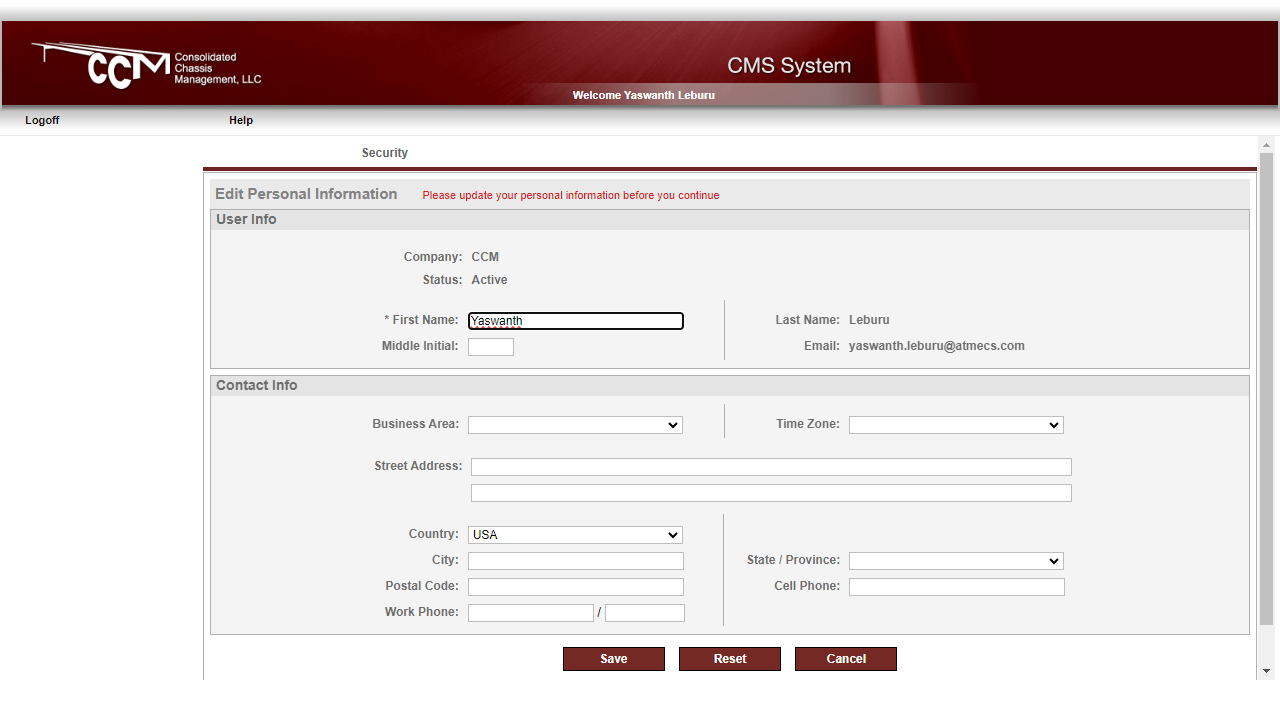 CCM Consolidated
Chassis
Management, LLC
CMS System
Welcome Yaswanth Leburu
Logoff Help
Security
Edit Personal Information Please update your personal information before you continue
User Info
Company: CCM
Status: Active
* First Name: Yaswanth Last Name: Leburu
Middle Initial: Email: yaswanth.leburu@atmecs.com
Contact Info
Business Area: Time Zone:
Street Address:
Country: USA
City: State / Province:
Postal Code: Cell Phone:
Work Phone: /
Save Reset Cancel